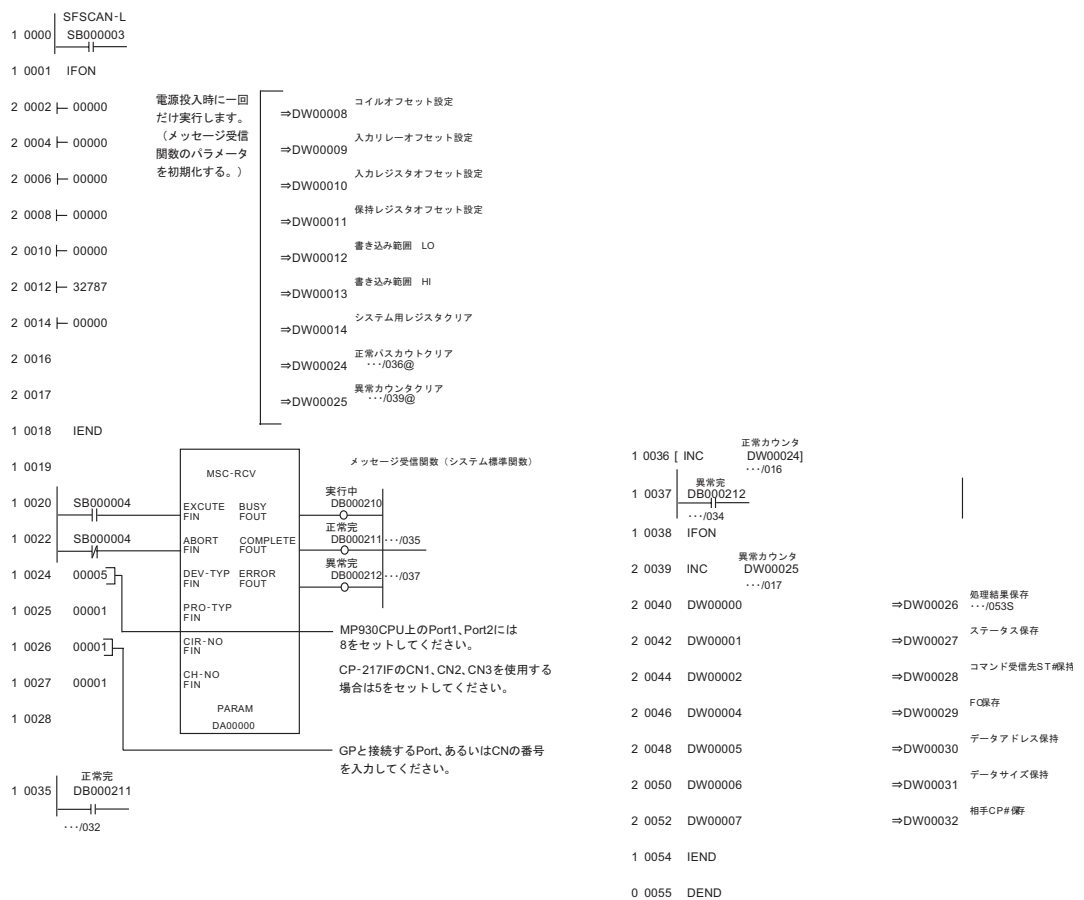 SFSCAN-L
1 0000 SB000003
1 0001 IFON
電源投入時に一回
だけ実行します。
（メッセージ受信
関数のパラメータ
を初期化する。）
2 0002 00000 ⇒DW00008 コイルオフセット設定
2 0004 00000 ⇒DW00009 入力リレーオフセット設定
2 0006 00000 ⇒DW00010 入力レジスタオフセット設定
2 0008 00000 ⇒DW00011 保持レジスタオフセット設定
2 0010 00000 ⇒DW00012 書き込み範囲 LO
2 0012 32787 ⇒DW00013 書き込み範囲 HI
2 0014 00000 ⇒DW00014 システム用レジスタクリア
2 0016 ⇒DW00024 正常パスカウトクリア
･･･/036@
2 0017 ⇒DW00025 異常カウンタクリア
･･･/039@
1 0018 IEND
1 0019
MSC-RCV
メッセージ受信関数（システム標準関数）
実行中
1 0020 SB000004 EXCUTE BUSY DB000210
FIN FOUT
正常完
1 0022 SB000004 ABORT COMPLETE DB000211 ･･･/035
FIN FOUT
異常完
1 0024 00005 DEV-TYP ERROR DB000212 ･･･/037
FIN FOUT
1 0025 00001 PRO-TYP
FIN
1 0026 00001 CIR-NO
FIN
1 0027 00001 CH-NO
FIN
1 0028
PARAM
DA00000
MP930CPU上のPort1、Port2には
8をセットしてください。
CP-217IFのCN1、CN2、CN3を使用する
場合は5をセットしてください。
GPと接続するPort、あるいはCNの番号
を入力してください。
正常完
1 0035 DB000211
･･･/032
正常カウンタ
1 0036 [ INC DW00024]
･･･/016
異常完
1 0037 DB000212
･･･/034
1 0038 IFON
異常カウンタ
2 0039 INC DW00025
･･･/017
2 0040 DW00000 ⇒DW00026 処理結果保存
･･･/053S
2 0042 DW00001 ⇒DW00027 ステータス保存
2 0044 DW00002 ⇒DW00028 コマンド受信先ST#保持
2 0046 DW00004 ⇒DW00029 FC保存
2 0048 DW00005 ⇒DW00030 データアドレス保持
2 0050 DW00006 ⇒DW00031 データサイズ保持
2 0052 DW00007 ⇒DW00032 相手CP#保存
1 0054 IEND
0 0055 DEND